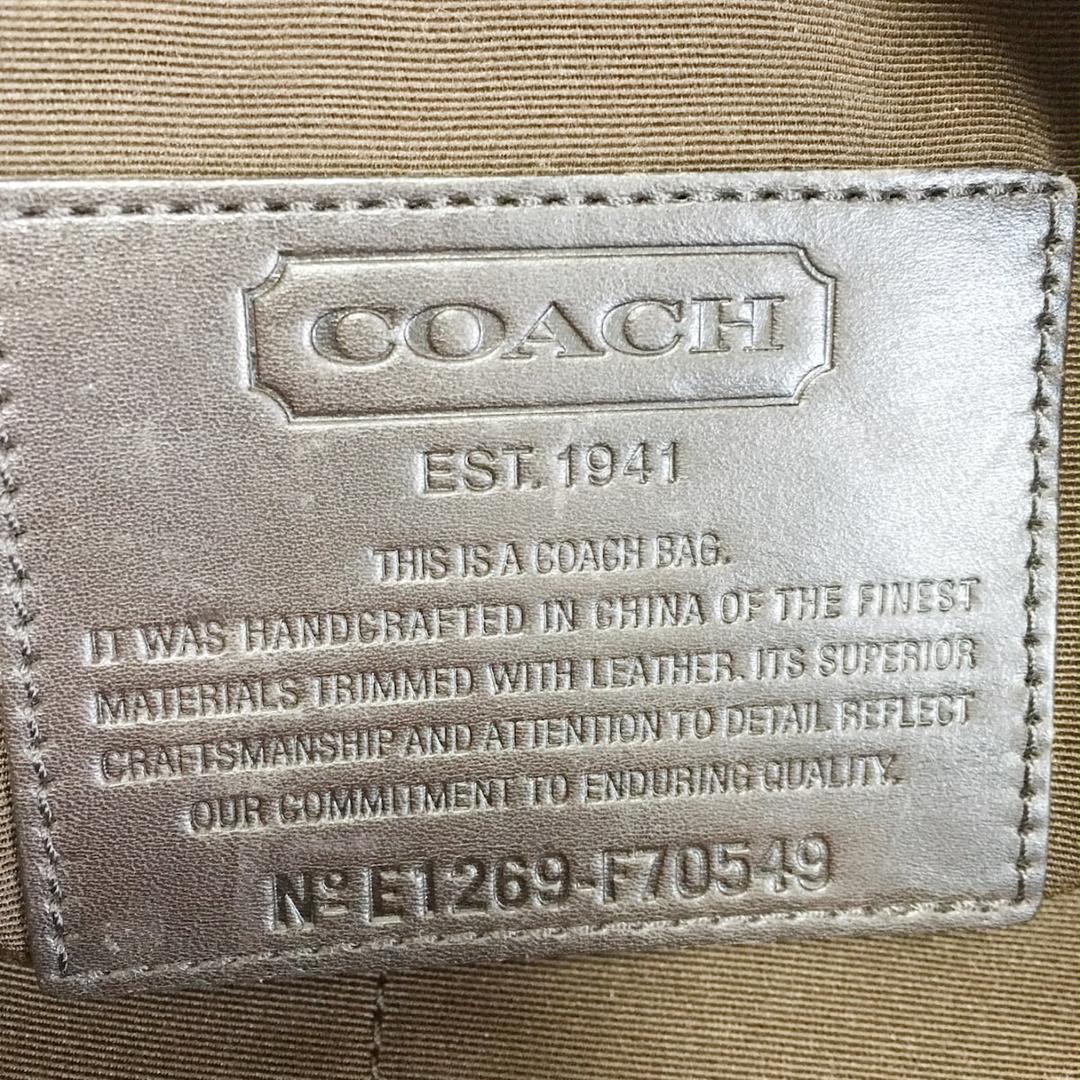 COACH
EST. 1941
THIS IS A COACH BAG.
IT WAS HANDCRAFTED IN CHINA OF THE FINEST
MATERIALS TRIMMED WITH LEATHER. ITS SUPERIOR
CRAFTSMANSHIP AND ATTENTION TO DETAIL REFLECT
OUR COMMITMENT TO ENDURING QUALITY.
Nº E1269-F70549